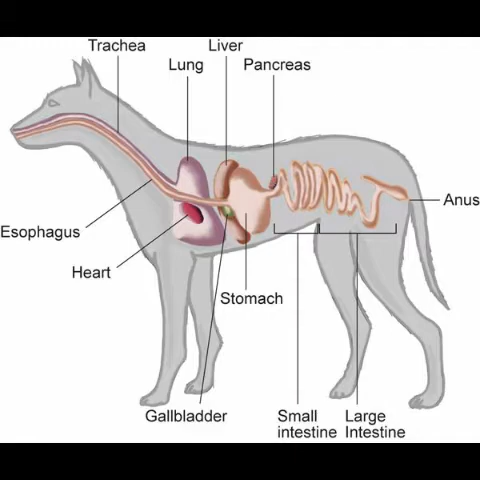 Trachea
Liver
Lung
Pancreas
Anus
Esophagus
Heart
Stomach
Gallbladder
Small
intestine
Large
Intestine